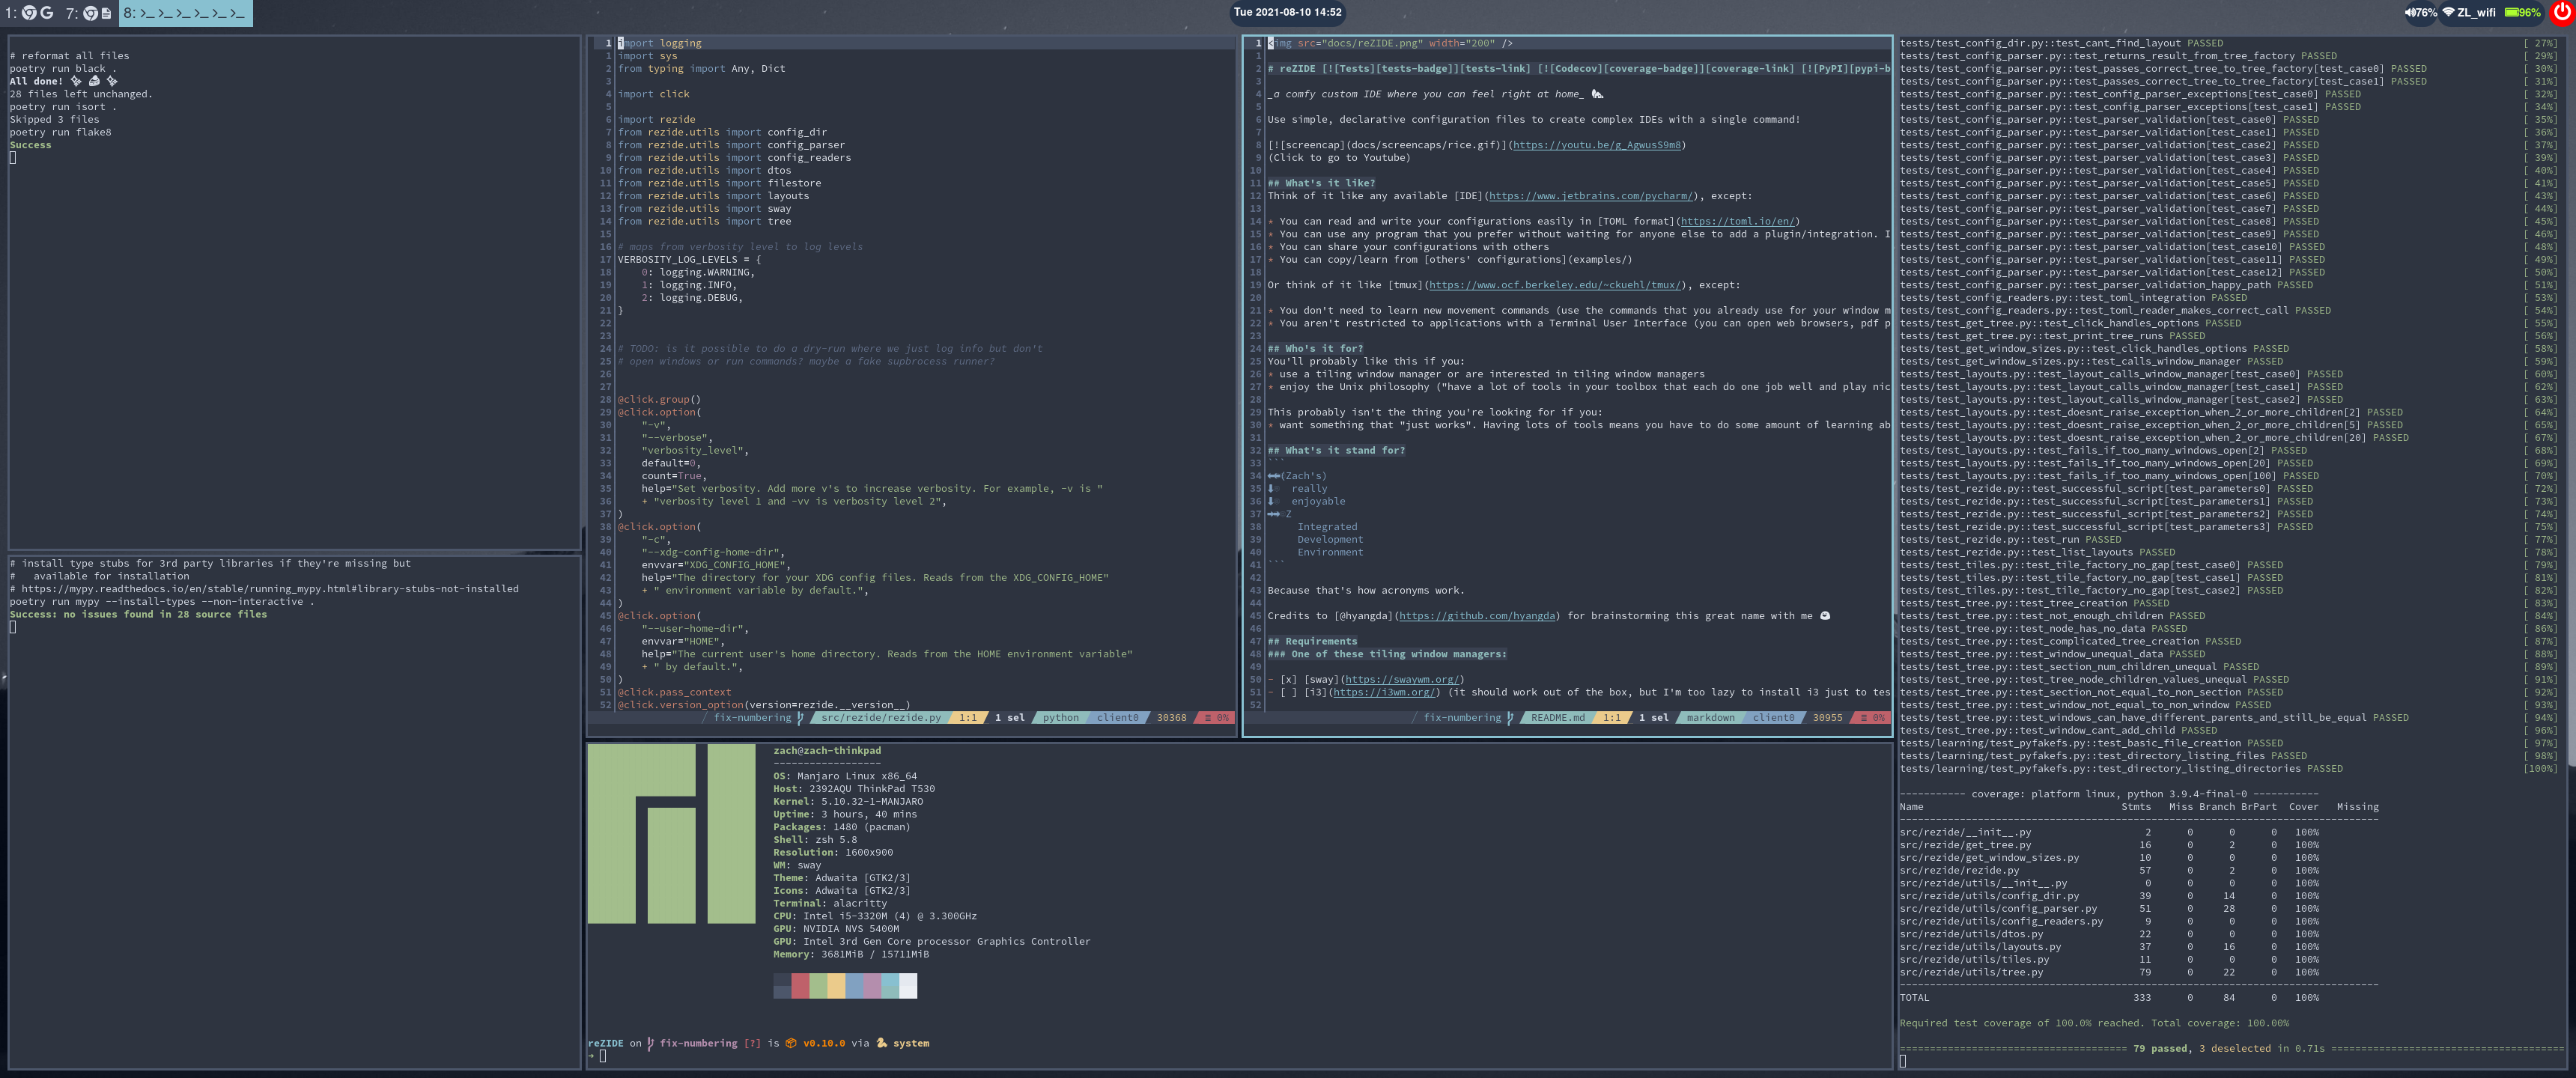 1: 7: 8: >_ >_ >_ >_ >_ >_
Tue 2021-08-10 14:52
76% ZL_wifi 96%
# reformat all files
poetry run black .
All done!
28 files left unchanged.
poetry run isort .
Skipped 3 files
poetry run flake8
Success
# install type stubs for 3rd party libraries if they're missing but
#   available for installation
# https://mypy.readthedocs.io/en/stable/running_mypy.html#library-stubs-not-installed
poetry run mypy --install-types --non-interactive .
Success: no issues found in 28 source files
1 import logging
1 import sys
2 from typing import Any, Dict
3
4 import click
5
6 import rezide
7 from rezide.utils import config_dir
8 from rezide.utils import config_parser
9 from rezide.utils import config_readers
10 from rezide.utils import dtos
11 from rezide.utils import filestore
12 from rezide.utils import layouts
13 from rezide.utils import sway
14 from rezide.utils import tree
15
16 # maps from verbosity level to log levels
17 VERBOSITY_LOG_LEVELS = {
18     0: logging.WARNING,
19     1: logging.INFO,
20     2: logging.DEBUG,
21 }
22
23
24 # TODO: is it possible to do a dry-run where we just log info but don't
25 # open windows or run commands? maybe a fake supbrocess runner?
26
27
28 @click.group()
29 @click.option(
30     "-v",
31     "--verbose",
32     "verbosity_level",
33     default=0,
34     count=True,
35     help="Set verbosity. Add more v's to increase verbosity. For example, -v is "
36     + "verbosity level 1 and -vv is verbosity level 2",
37 )
38 @click.option(
39     "-c",
40     "--xdg-config-home-dir",
41     envvar="XDG_CONFIG_HOME",
42     help="The directory for your XDG config files. Reads from the XDG_CONFIG_HOME"
43     + " environment variable by default.",
44 )
45 @click.option(
46     "--user-home-dir",
47     envvar="HOME",
48     help="The current user's home directory. Reads from the HOME environment variable"
49     + " by default.",
50 )
51 @click.pass_context
52 @click.version_option(version=rezide.__version__)
fix-numbering src/rezide/rezide.py 1:1 1 sel python client0 30368 ≣ 0%
1 <img src="docs/reZIDE.png" width="200" />
1
2 # reZIDE [![Tests][tests-badge]][tests-link] [![Codecov][coverage-badge]][coverage-link] [![PyPI][pypi-b
3
4 _a comfy custom IDE where you can feel right at home_
5
6 Use simple, declarative configuration files to create complex IDEs with a single command!
7
8 [![screencap](docs/screencaps/rice.gif)](https://youtu.be/g_AgwusS9m8)
9 (Click to go to Youtube)
10
11 ## What's it like?
12 Think of it like any available [IDE](https://www.jetbrains.com/pycharm/), except:
13
14 * You can read and write your configurations easily in [TOML format](https://toml.io/en/)
15 * You can use any program that you prefer without waiting for anyone else to add a plugin/integration. I
16 * You can share your configurations with others
17 * You can copy/learn from [others' configurations](examples/)
18
19 Or think of it like [tmux](https://www.ocf.berkeley.edu/~ckuehl/tmux/), except:
20
21 * You don't need to learn new movement commands (use the commands that you already use for your window m
22 * You aren't restricted to applications with a Terminal User Interface (you can open web browsers, pdf p
23
24 ## Who's it for?
25 You'll probably like this if you:
26 * use a tiling window manager or are interested in tiling window managers
27 * enjoy the Unix philosophy ("have a lot of tools in your toolbox that each do one job well and play nic
28
29 This probably isn't the thing you're looking for if you:
30 * want something that "just works". Having lots of tools means you have to do some amount of learning ab
31
32 ## What's it stand for?
33 ```
34 (Zach's)
35 really
36 enjoyable
37 Z
38     Integrated
39     Development
40     Environment
41 ```
42
43 Because that's how acronyms work.
44
45 Credits to [@hyangda](https://github.com/hyangda) for brainstorming this great name with me
46
47 ## Requirements
48 ### One of these tiling window managers:
49
50 - [x] [sway](https://swaywm.org/)
51 - [ ] [i3](https://i3wm.org/) (it should work out of the box, but I'm too lazy to install i3 just to tes
52
fix-numbering README.md 1:1 1 sel markdown client0 30955 ≣ 0%
zach@zach-thinkpad
------------------
OS: Manjaro Linux x86_64
Host: 2392AQU ThinkPad T530
Kernel: 5.10.32-1-MANJARO
Uptime: 3 hours, 40 mins
Packages: 1480 (pacman)
Shell: zsh 5.8
Resolution: 1600x900
WM: sway
Theme: Adwaita [GTK2/3]
Icons: Adwaita [GTK2/3]
Terminal: alacritty
CPU: Intel i5-3320M (4) @ 3.300GHz
GPU: NVIDIA NVS 5400M
GPU: Intel 3rd Gen Core processor Graphics Controller
Memory: 3681MiB / 15711MiB
reZIDE on fix-numbering [?] is v0.10.0 via system
tests/test_config_dir.py::test_cant_find_layout PASSED [ 27%]
tests/test_config_parser.py::test_returns_result_from_tree_factory PASSED [ 29%]
tests/test_config_parser.py::test_passes_correct_tree_to_tree_factory[test_case0] PASSED [ 30%]
tests/test_config_parser.py::test_passes_correct_tree_to_tree_factory[test_case1] PASSED [ 31%]
tests/test_config_parser.py::test_config_parser_exceptions[test_case0] PASSED [ 32%]
tests/test_config_parser.py::test_config_parser_exceptions[test_case1] PASSED [ 34%]
tests/test_config_parser.py::test_parser_validation[test_case0] PASSED [ 35%]
tests/test_config_parser.py::test_parser_validation[test_case1] PASSED [ 36%]
tests/test_config_parser.py::test_parser_validation[test_case2] PASSED [ 37%]
tests/test_config_parser.py::test_parser_validation[test_case3] PASSED [ 39%]
tests/test_config_parser.py::test_parser_validation[test_case4] PASSED [ 40%]
tests/test_config_parser.py::test_parser_validation[test_case5] PASSED [ 41%]
tests/test_config_parser.py::test_parser_validation[test_case6] PASSED [ 43%]
tests/test_config_parser.py::test_parser_validation[test_case7] PASSED [ 44%]
tests/test_config_parser.py::test_parser_validation[test_case8] PASSED [ 45%]
tests/test_config_parser.py::test_parser_validation[test_case9] PASSED [ 46%]
tests/test_config_parser.py::test_parser_validation[test_case10] PASSED [ 48%]
tests/test_config_parser.py::test_parser_validation[test_case11] PASSED [ 49%]
tests/test_config_parser.py::test_parser_validation[test_case12] PASSED [ 50%]
tests/test_config_parser.py::test_parser_validation_happy_path PASSED [ 51%]
tests/test_config_readers.py::test_toml_integration PASSED [ 53%]
tests/test_config_readers.py::test_toml_reader_makes_correct_call PASSED [ 54%]
tests/test_get_tree.py::test_click_handles_options PASSED [ 55%]
tests/test_get_tree.py::test_print_tree_runs PASSED [ 56%]
tests/test_get_window_sizes.py::test_click_handles_options PASSED [ 58%]
tests/test_get_window_sizes.py::test_calls_window_manager PASSED [ 59%]
tests/test_layouts.py::test_layout_calls_window_manager[test_case0] PASSED [ 60%]
tests/test_layouts.py::test_layout_calls_window_manager[test_case1] PASSED [ 62%]
tests/test_layouts.py::test_layout_calls_window_manager[test_case2] PASSED [ 63%]
tests/test_layouts.py::test_doesnt_raise_exception_when_2_or_more_children[2] PASSED [ 64%]
tests/test_layouts.py::test_doesnt_raise_exception_when_2_or_more_children[5] PASSED [ 65%]
tests/test_layouts.py::test_doesnt_raise_exception_when_2_or_more_children[20] PASSED [ 67%]
tests/test_layouts.py::test_fails_if_too_many_windows_open[2] PASSED [ 68%]
tests/test_layouts.py::test_fails_if_too_many_windows_open[20] PASSED [ 69%]
tests/test_layouts.py::test_fails_if_too_many_windows_open[100] PASSED [ 70%]
tests/test_rezide.py::test_successful_script[test_parameters0] PASSED [ 72%]
tests/test_rezide.py::test_successful_script[test_parameters1] PASSED [ 73%]
tests/test_rezide.py::test_successful_script[test_parameters2] PASSED [ 74%]
tests/test_rezide.py::test_successful_script[test_parameters3] PASSED [ 75%]
tests/test_rezide.py::test_run PASSED [ 77%]
tests/test_rezide.py::test_list_layouts PASSED [ 78%]
tests/test_tiles.py::test_tile_factory_no_gap[test_case0] PASSED [ 79%]
tests/test_tiles.py::test_tile_factory_no_gap[test_case1] PASSED [ 81%]
tests/test_tiles.py::test_tile_factory_no_gap[test_case2] PASSED [ 82%]
tests/test_tree.py::test_tree_creation PASSED [ 83%]
tests/test_tree.py::test_not_enough_children PASSED [ 84%]
tests/test_tree.py::test_node_has_no_data PASSED [ 86%]
tests/test_tree.py::test_complicated_tree_creation PASSED [ 87%]
tests/test_tree.py::test_window_unequal_data PASSED [ 88%]
tests/test_tree.py::test_section_num_children_unequal PASSED [ 89%]
tests/test_tree.py::test_tree_node_children_values_unequal PASSED [ 91%]
tests/test_tree.py::test_section_not_equal_to_non_section PASSED [ 92%]
tests/test_tree.py::test_window_not_equal_to_non_window PASSED [ 93%]
tests/test_tree.py::test_windows_can_have_different_parents_and_still_be_equal PASSED [ 94%]
tests/test_tree.py::test_window_cant_add_child PASSED [ 96%]
tests/learning/test_pyfakefs.py::test_basic_file_creation PASSED [ 97%]
tests/learning/test_pyfakefs.py::test_directory_listing_files PASSED [ 98%]
tests/learning/test_pyfakefs.py::test_directory_listing_directories PASSED [100%]
----------- coverage: platform linux, python 3.9.4-final-0 -----------
Name Stmts Miss Branch BrPart Cover Missing
src/rezide/__init__.py 2 0 0 0 100%
src/rezide/get_tree.py 16 0 2 0 100%
src/rezide/get_window_sizes.py 10 0 0 0 100%
src/rezide/rezide.py 57 0 2 0 100%
src/rezide/utils/__init__.py 0 0 0 0 100%
src/rezide/utils/config_dir.py 39 0 14 0 100%
src/rezide/utils/config_parser.py 51 0 28 0 100%
src/rezide/utils/config_readers.py 9 0 0 0 100%
src/rezide/utils/dtos.py 22 0 0 0 100%
src/rezide/utils/layouts.py 37 0 16 0 100%
src/rezide/utils/tiles.py 11 0 0 0 100%
src/rezide/utils/tree.py 79 0 22 0 100%
TOTAL 333 0 84 0 100%
Required test coverage of 100.0% reached. Total coverage: 100.00%
79 passed, 3 deselected in 0.71s